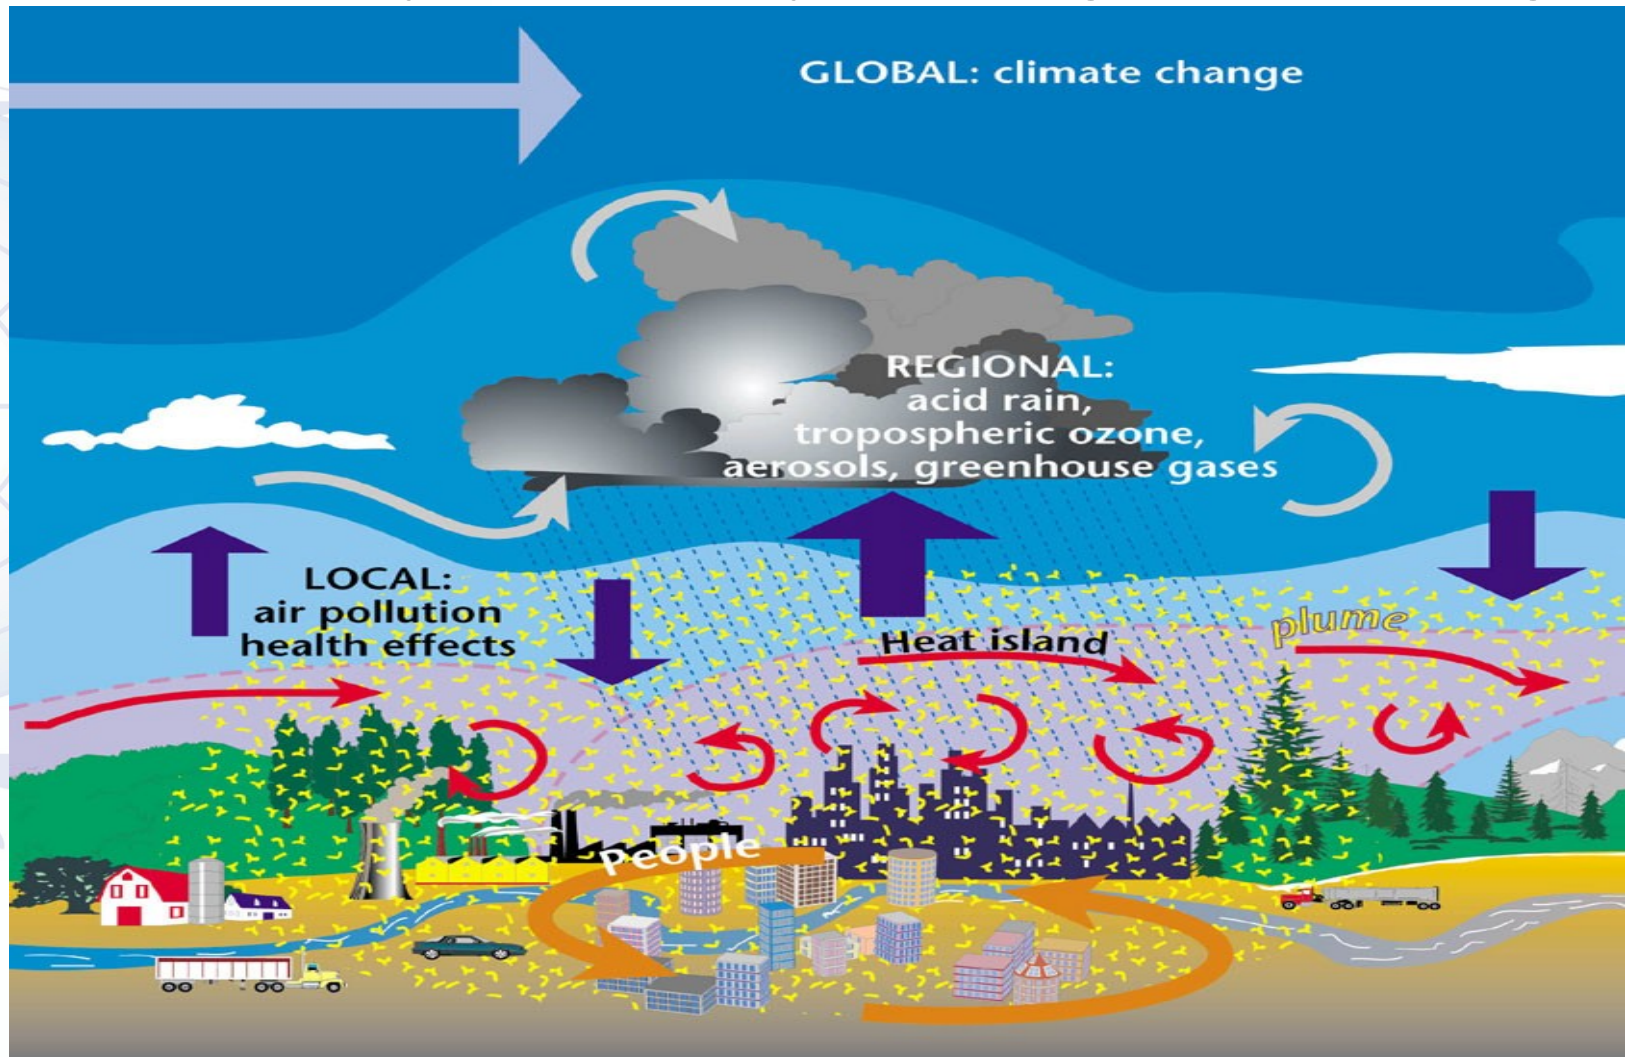 GLOBAL: climate change
REGIONAL:
acid rain,
tropospheric ozone,
aerosols, greenhouse gases
LOCAL:
air pollution
health effects
Heat island
plume
People